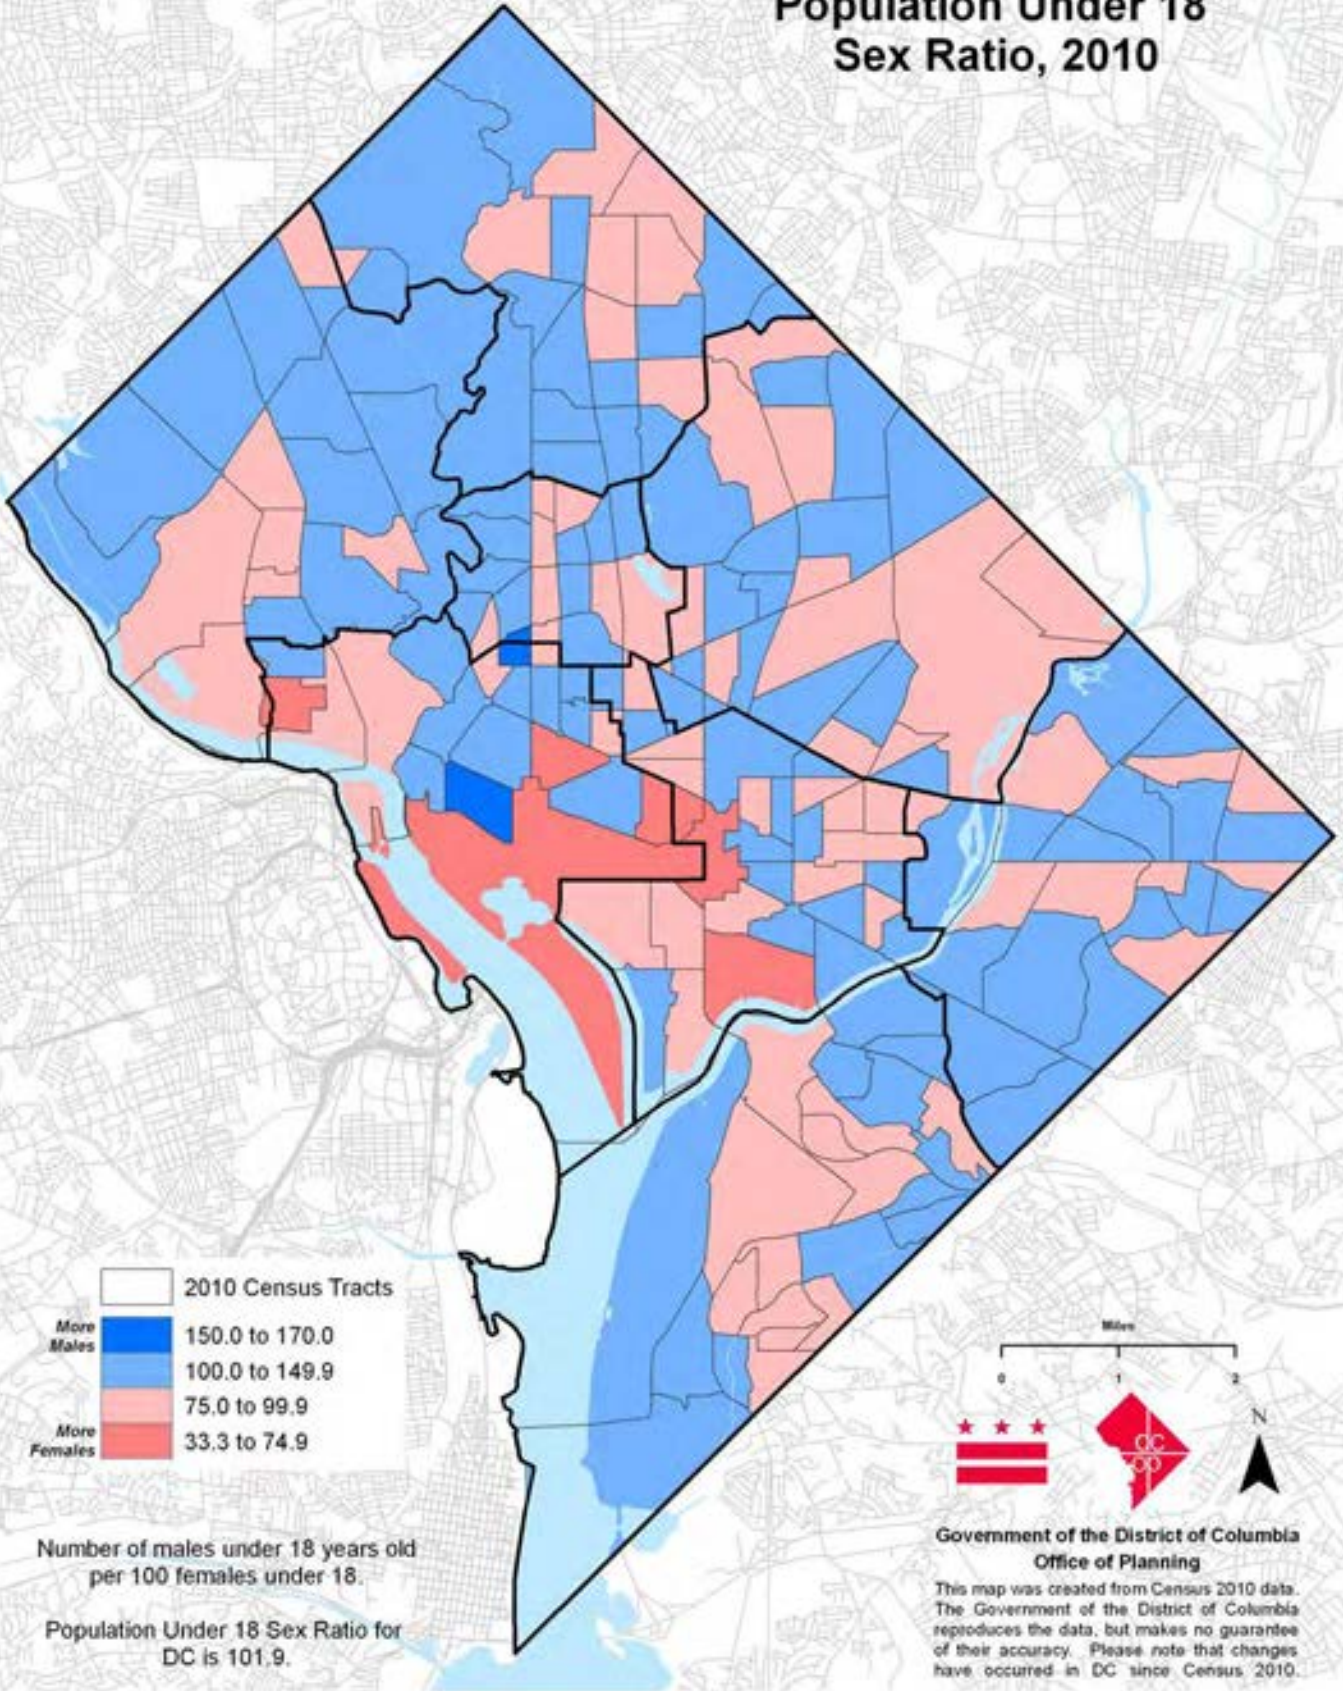 Population Under 18
Sex Ratio, 2010
2010 Census Tracts
More
Males
150.0 to 170.0
100.0 to 149.9
75.0 to 99.9
More
Females
33.3 to 74.9
Number of males under 18 years old
per 100 females under 18.
Population Under 18 Sex Ratio for
DC is 101.9.
Miles
0 1 2
N
dc
op
Government of the District of Columbia
Office of Planning
This map was created from Census 2010 data.
The Government of the District of Columbia
reproduces the data, but makes no guarantee
of their accuracy. Please note that changes
have occurred in DC since Census 2010.